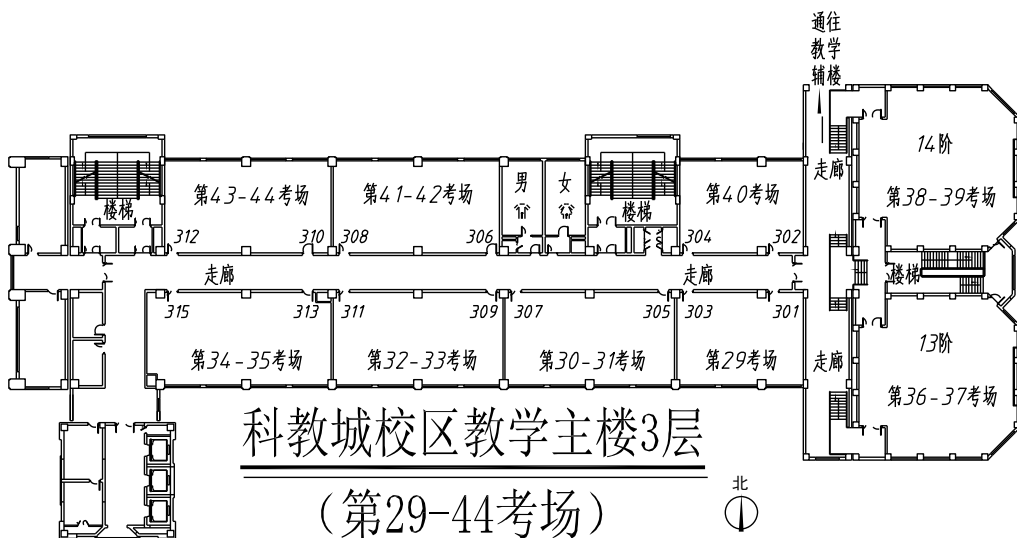 通往
教学
辅楼
14阶
走廊
男
女
第43-44考场
第41-42考场
第40考场
第38-39考场
楼梯
楼梯
312
310
308
306
304
302
走廊
走廊
楼梯
315
313
311
309
307
305
303
301
13阶
第34-35考场
第32-33考场
第30-31考场
第29考场
走廊
第36-37考场
科教城校区教学主楼3层
北
(第29-44考场)